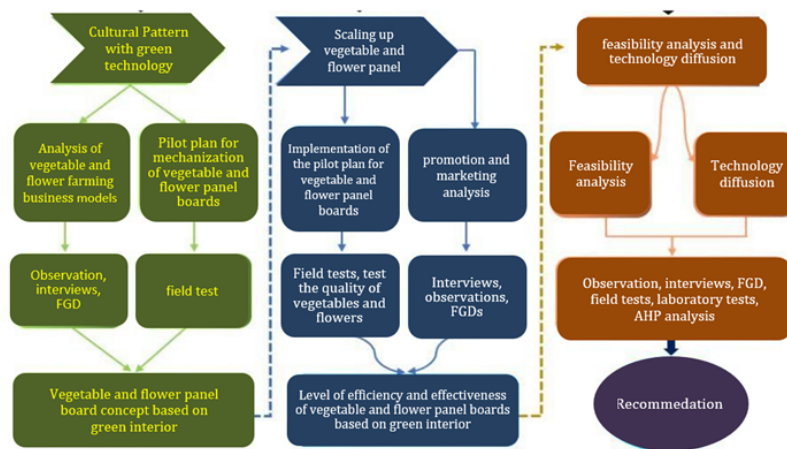 Cultural Pattern
with green
technology
Analysis of
vegetable and
flower farming
business models
Pilot plan for
mechanization
of vegetable and
flower panel
boards
Observation,
interviews,
FGD
field test
Vegetable and flower panel
board concept based on
green interior
Scaling up
vegetable and
flower panel
Implementation of
the pilot plan for
vegetable and
flower panel
boards
promotion and
marketing
analysis
Field tests, test
the quality of
vegetables and
flowers
Interviews,
observations,
FGDs
Level of efficiency and effectiveness
of vegetable and flower panel boards
based on green interior
feasibility analysis and
technology diffusion
Feasibility
analysis
Technology
diffusion
Observation, interviews, FGD,
field tests, laboratory tests,
AHP analysis
Recommedation